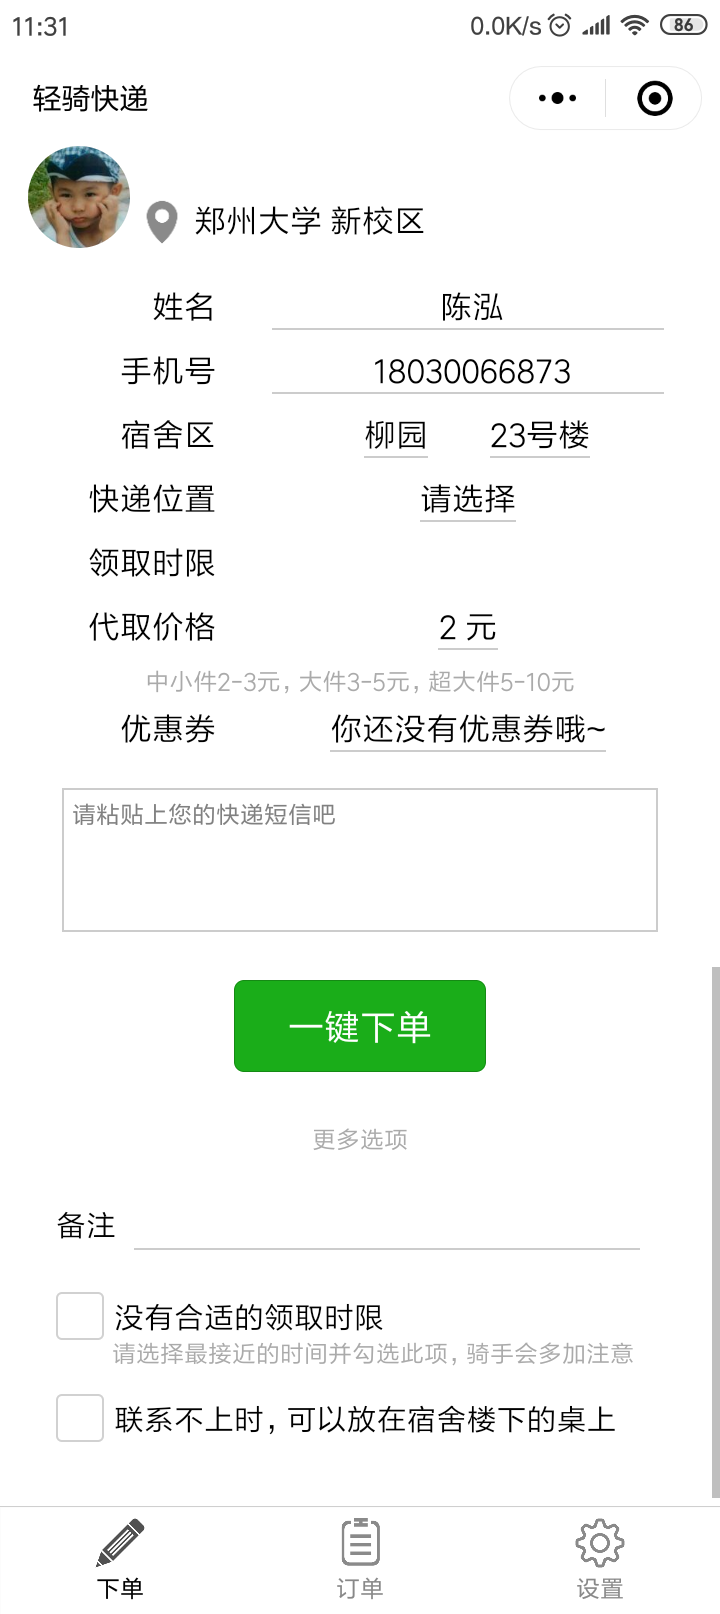 11:31 0.0K/s 86
轻骑快递
郑州大学 新校区
姓名 陈泓
手机号 18030066873
宿舍区 柳园 23号楼
快递位置 请选择
领取时限
代取价格 2 元
中小件2-3元，大件3-5元，超大件5-10元
优惠券 你还没有优惠券哦~
请粘贴上您的快递短信吧
一键下单
更多选项
备注
没有合适的领取时限
请选择最接近的时间并勾选此项，骑手会多加注意
联系不上时，可以放在宿舍楼下的桌上
下单 订单 设置